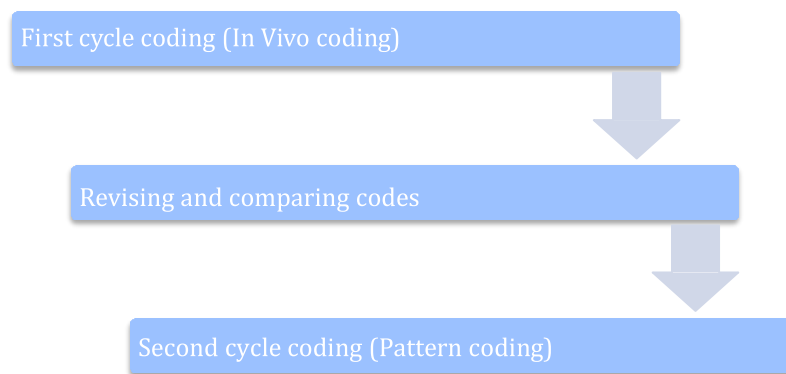 First cycle coding (In Vivo coding)
Revising and comparing codes
Second cycle coding (Pattern coding)